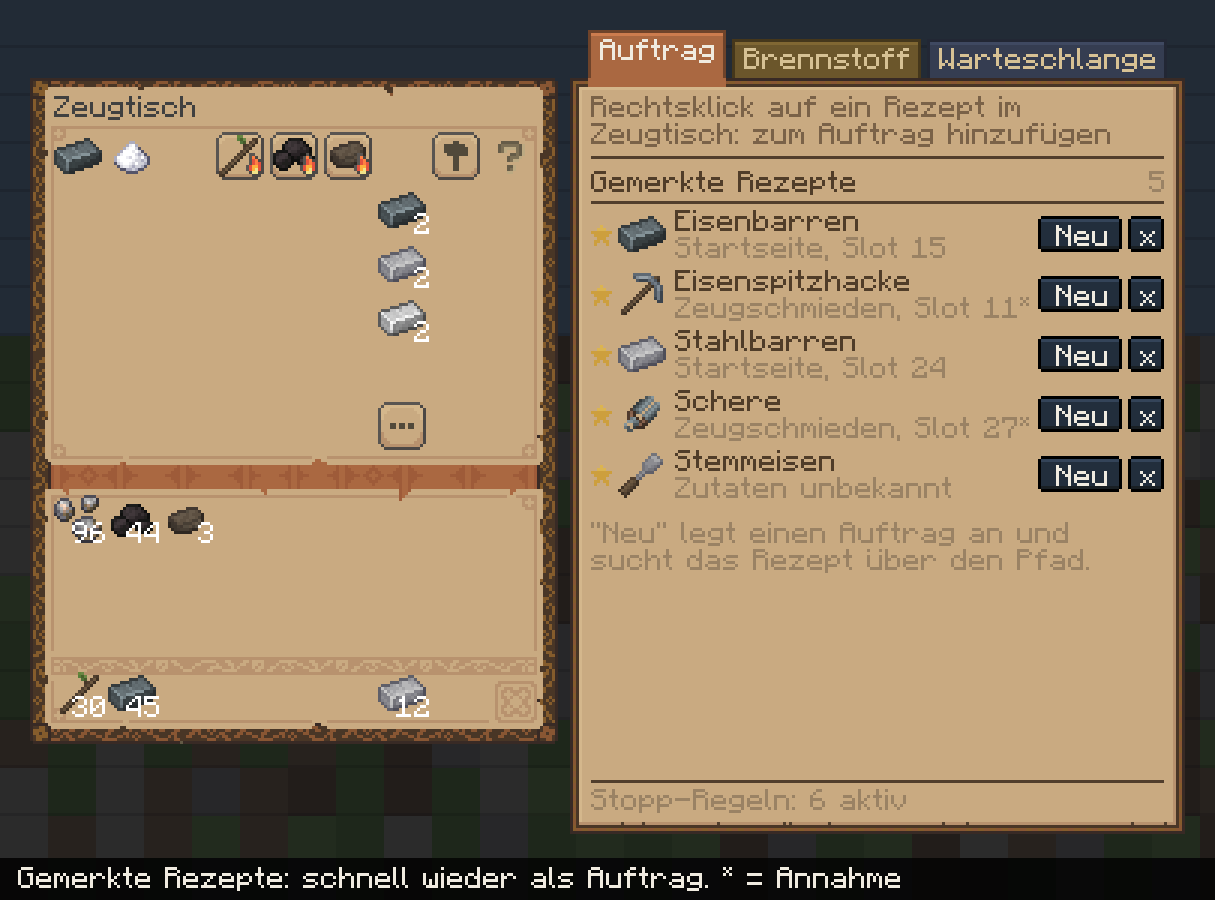 Auftrag
Brennstoff
Warteschlange
Zeugtisch
?
2
2
2
...
96 44 3
30 45 12
Rechtsklick auf ein Rezept im
Zeugtisch: zum Auftrag hinzufügen
Gemerkte Rezepte 5
Eisenbarren
Startseite, Slot 15
Neu x
Eisenspitzhacke
Zeugschmieden, Slot 11*
Neu x
Stahlbarren
Startseite, Slot 24
Neu x
Schere
Zeugschmieden, Slot 27*
Neu x
Stemmeisen
Zutaten unbekannt
Neu x
"Neu" legt einen Auftrag an und
sucht das Rezept über den Pfad.
Stopp-Regeln: 6 aktiv
Gemerkte Rezepte: schnell wieder als Auftrag. * = Annahme